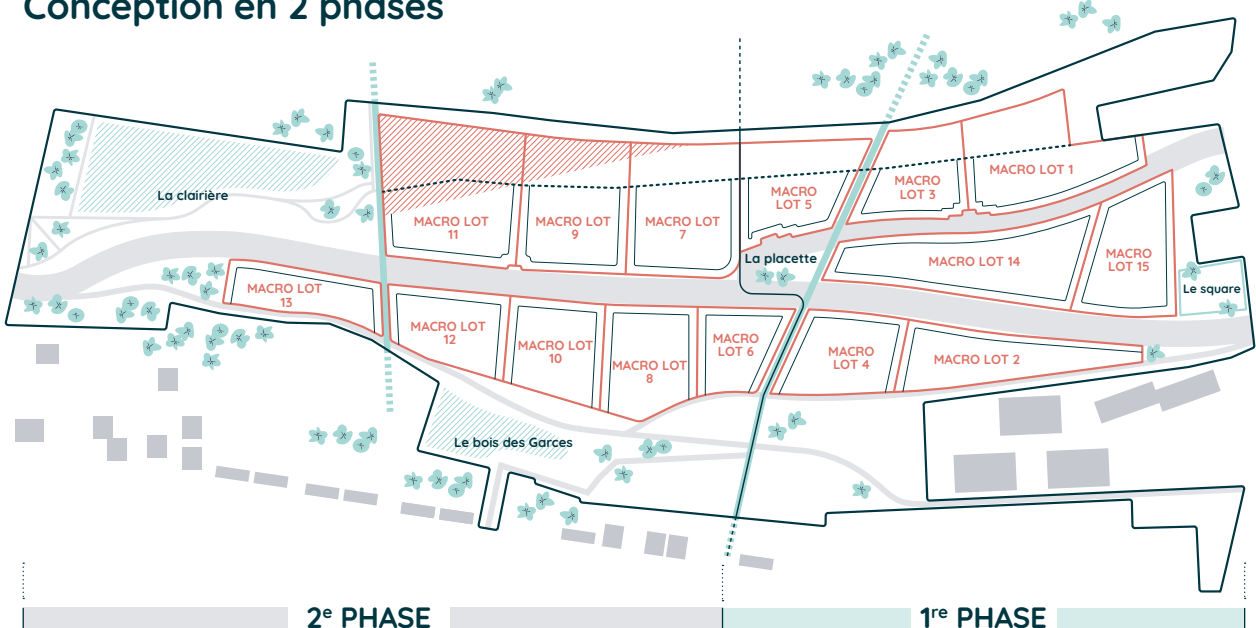 Conception en 2 phases
La clairière
MACRO LOT
11
MACRO LOT
9
MACRO LOT
7
MACRO
LOT 5
MACRO
LOT 3
MACRO LOT 1
La placette
MACRO LOT 14
MACRO
LOT 15
Le square
MACRO LOT
13
MACRO LOT
12
MACRO LOT
10
MACRO LOT
8
MACRO
LOT 6
MACRO
LOT 4
MACRO LOT 2
Le bois des Garces
2e PHASE
1re PHASE